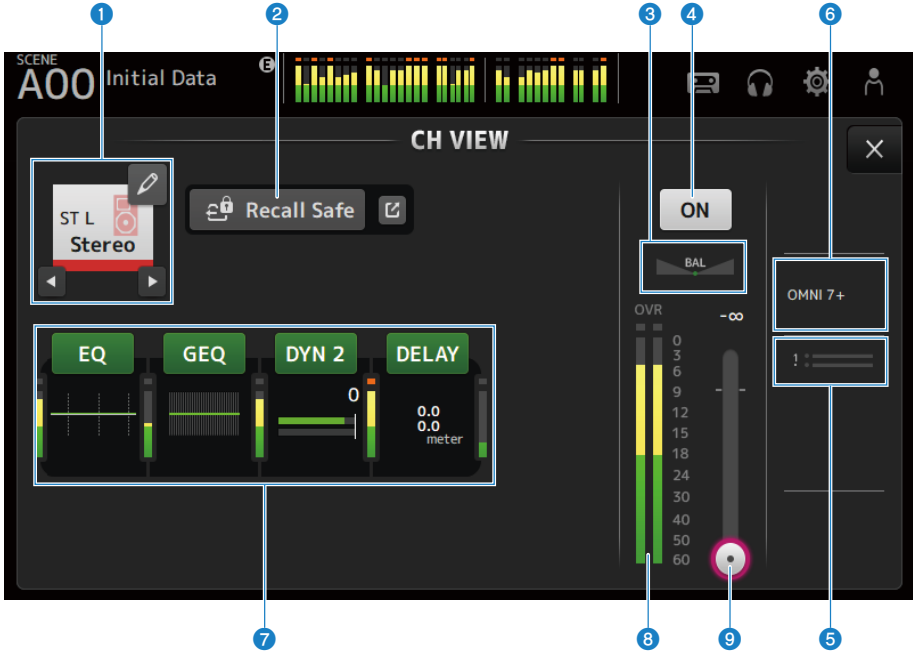 1 2 3 4 6
SCENE
A00 Initial Data E
CH VIEW
ST L
Stereo
Recall Safe
ON
BAL
OMNI 7+
!
OVR -∞
0
3
6
9
12
15
18
24
30
40
50
60
EQ GEQ DYN 2 DELAY
0
0.0
0.0
meter
7 8 9 5